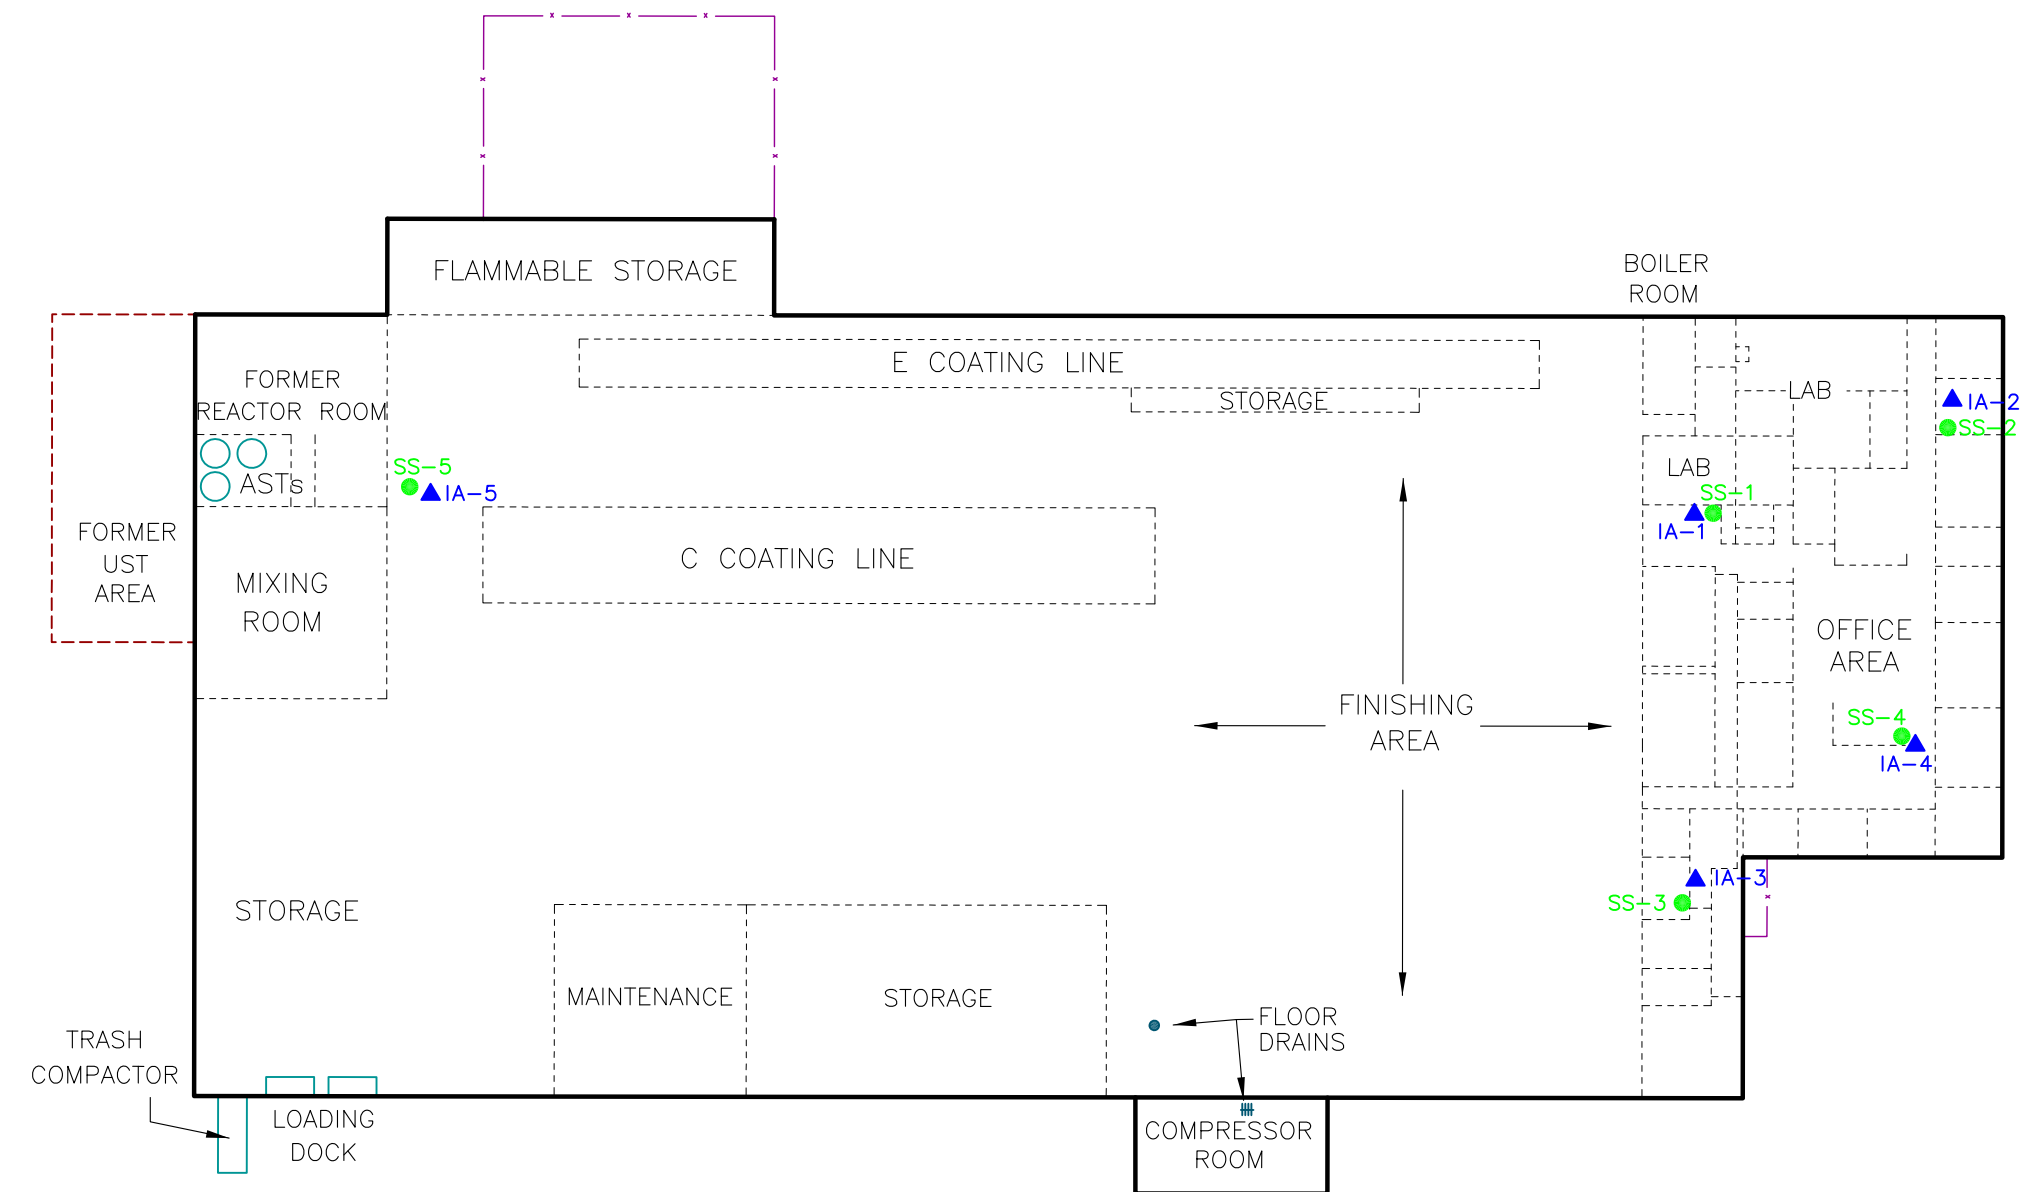 FLAMMABLE STORAGE
BOILER
ROOM
E COATING LINE
STORAGE
FORMER
REACTOR ROOM
LAB
IA-2
SS-2
ASTs
SS-5
IA-5
LAB
SS-1
IA-1
FORMER
UST
AREA
MIXING
ROOM
C COATING LINE
OFFICE
AREA
FINISHING
AREA
SS-4
IA-4
IA-3
SS-3
STORAGE
MAINTENANCE
STORAGE
FLOOR
DRAINS
TRASH
COMPACTOR
LOADING
DOCK
COMPRESSOR
ROOM